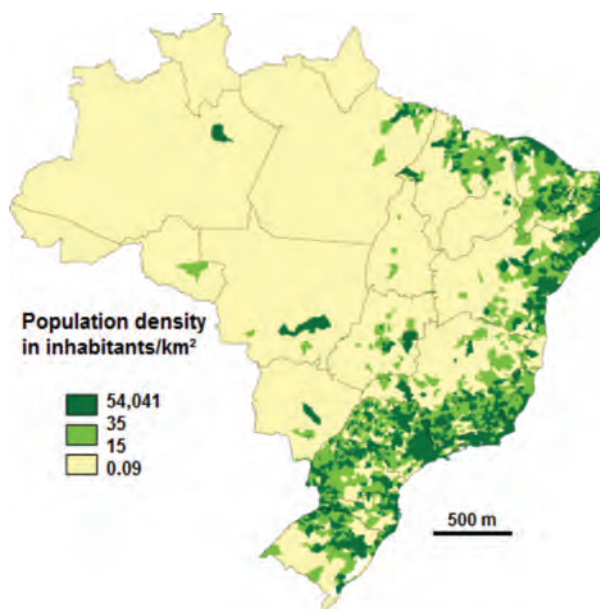 Population density
in inhabitants/km²
54,041
35
15
0.09
500 m